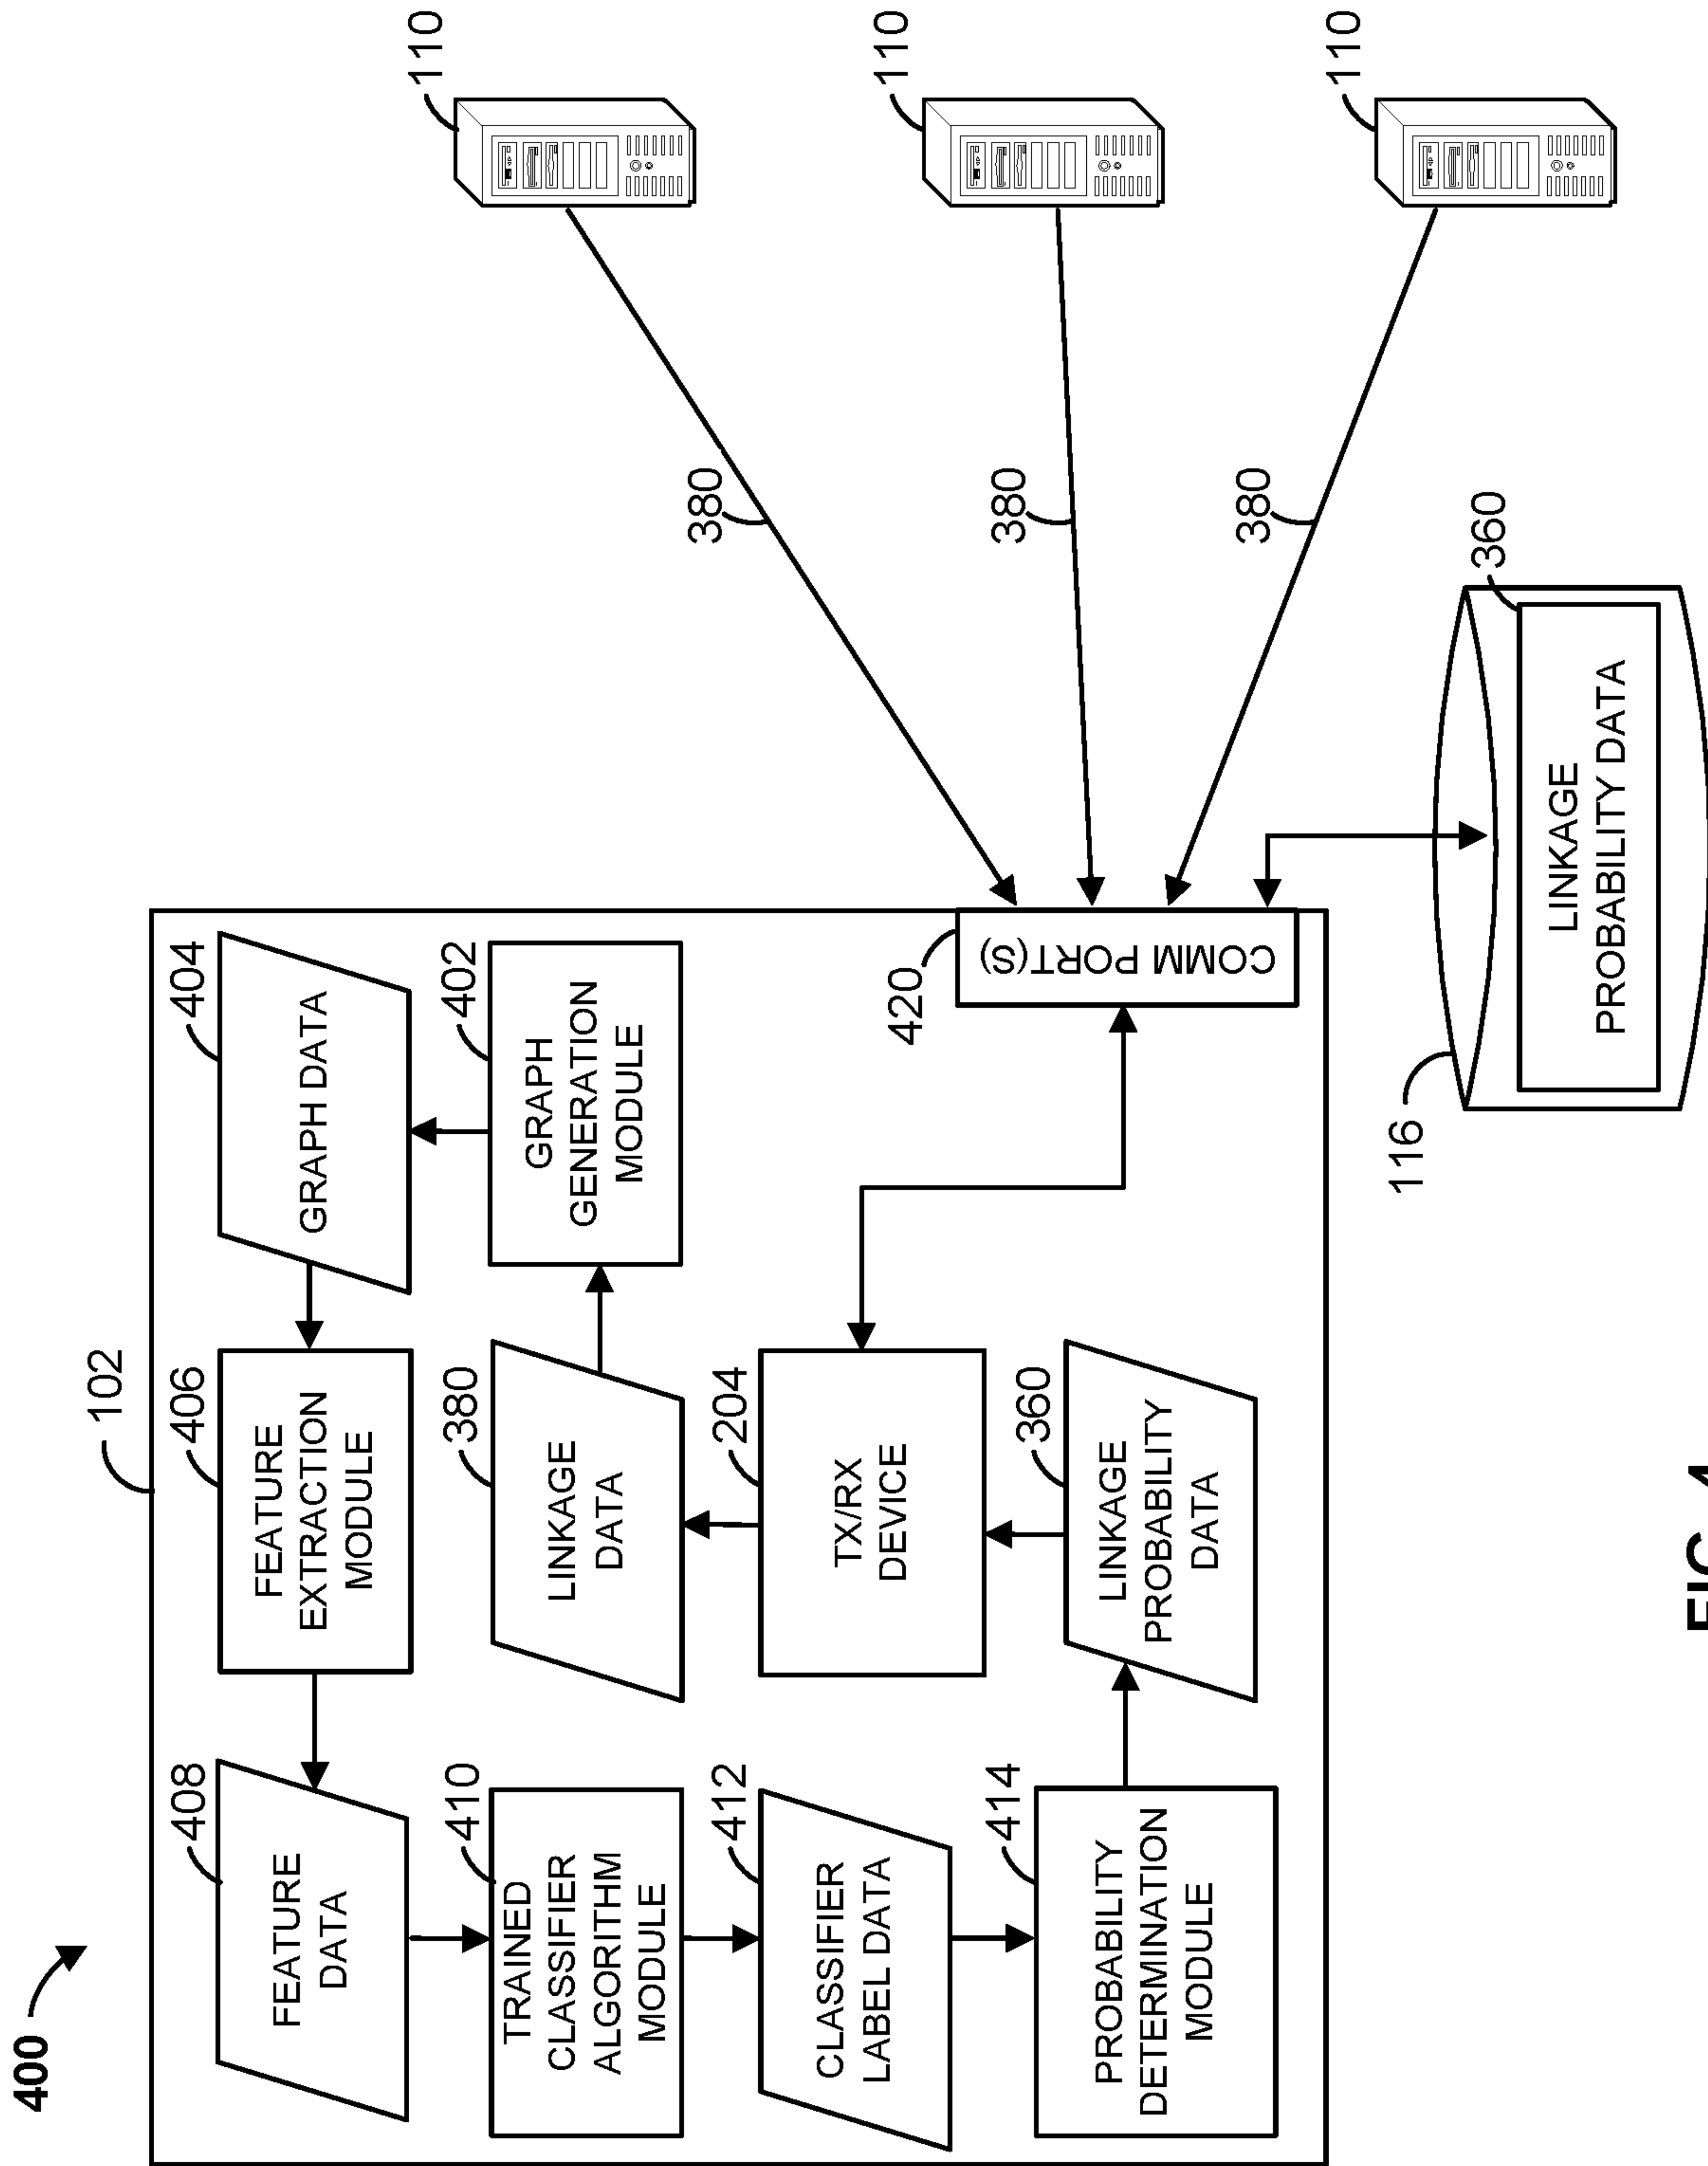 400
102
408
FEATURE
DATA
406
FEATURE
EXTRACTION
MODULE
404
GRAPH DATA
410
TRAINED
CLASSIFIER
ALGORITHM
MODULE
380
LINKAGE
DATA
402
GRAPH
GENERATION
MODULE
412
CLASSIFIER
LABEL DATA
204
TX/RX
DEVICE
414
PROBABILITY
DETERMINATION
MODULE
360
LINKAGE
PROBABILITY
DATA
420
COMM PORT(S)
380
380
380
110
110
110
116
360
LINKAGE
PROBABILITY DATA